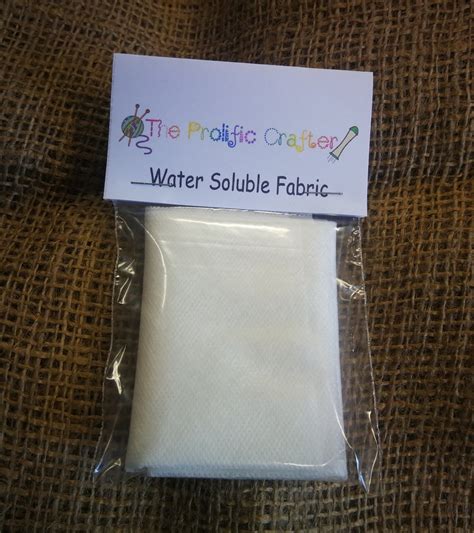 The Prolific Crafter
Water Soluble Fabric